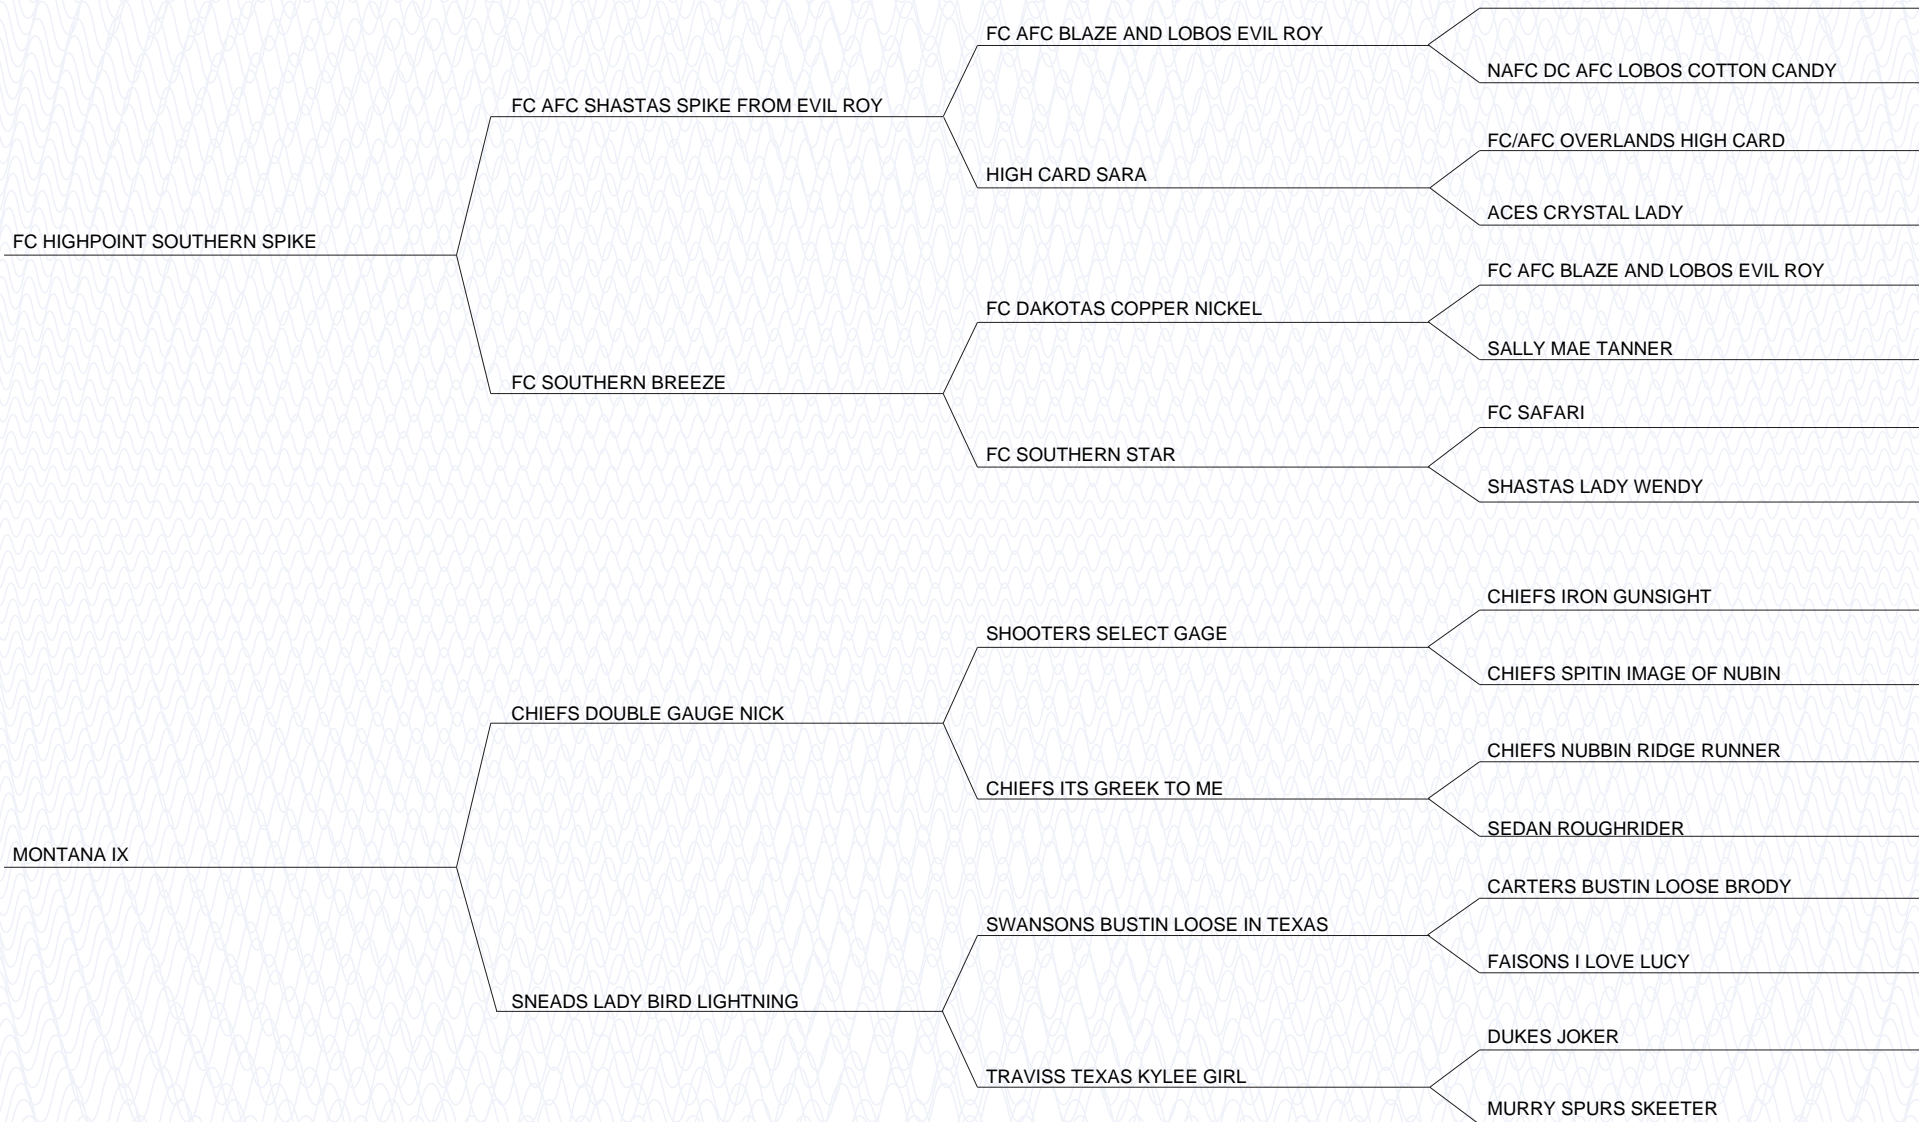 FC AFC BLAZE AND LOBOS EVIL ROY
NAFC DC AFC LOBOS COTTON CANDY
FC AFC SHASTAS SPIKE FROM EVIL ROY
FC/AFC OVERLANDS HIGH CARD
HIGH CARD SARA
ACES CRYSTAL LADY
FC HIGHPOINT SOUTHERN SPIKE
FC AFC BLAZE AND LOBOS EVIL ROY
FC DAKOTAS COPPER NICKEL
SALLY MAE TANNER
FC SOUTHERN BREEZE
FC SAFARI
FC SOUTHERN STAR
SHASTAS LADY WENDY
CHIEFS IRON GUNSIGHT
SHOOTERS SELECT GAGE
CHIEFS SPITIN IMAGE OF NUBIN
CHIEFS DOUBLE GAUGE NICK
CHIEFS NUBBIN RIDGE RUNNER
CHIEFS ITS GREEK TO ME
SEDAN ROUGHRIDER
MONTANA IX
CARTERS BUSTIN LOOSE BRODY
SWANSONS BUSTIN LOOSE IN TEXAS
FAISONS I LOVE LUCY
SNEADS LADY BIRD LIGHTNING
DUKES JOKER
TRAVISS TEXAS KYLEE GIRL
MURRY SPURS SKEETER